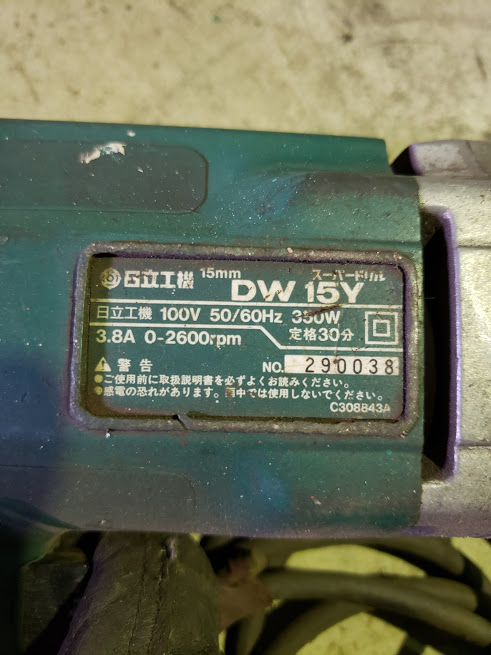 日立工機 15mm スーパードリル
DW 15Y
日立工機 100V 50/60Hz 350W
3.8A 0-2600rpm 定格30分
警告 NO. 290038
●ご使用前に取扱説明書を必ずよくお読みください。
●感電の恐れがあります。雨中では使用しないでください。
C308843A